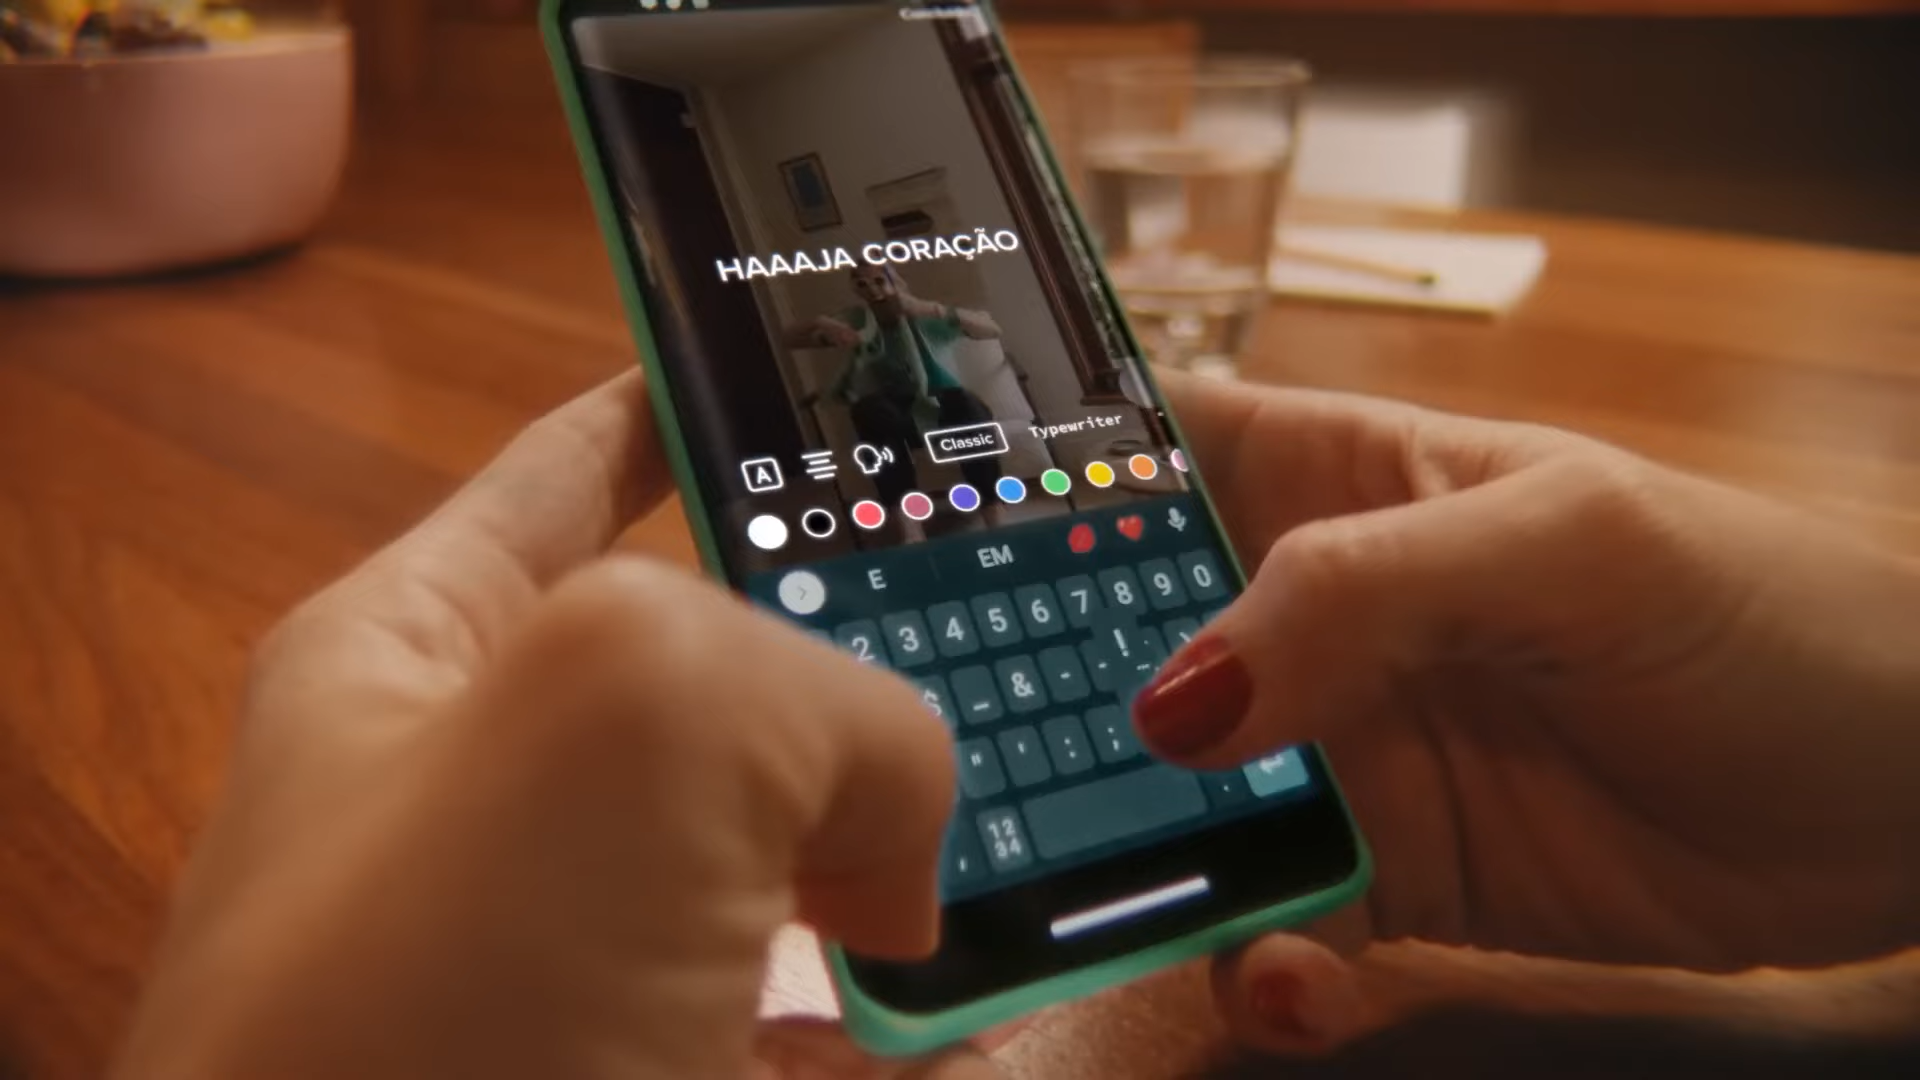 HAAAJA CORAÇÃO
A
Classic
Typewriter
E
EM
2 3 4 5 6 7 8 9 0
$ _ & - !
" ' : ;
, 12 34 .